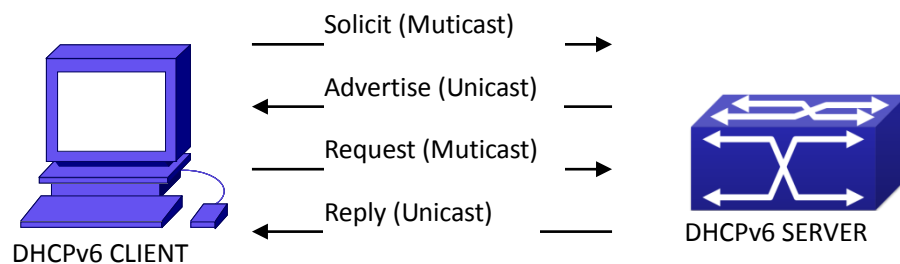 Solicit (Muticast)
Advertise (Unicast)
Request (Muticast)
Reply (Unicast)
DHCPv6 CLIENT
DHCPv6 SERVER